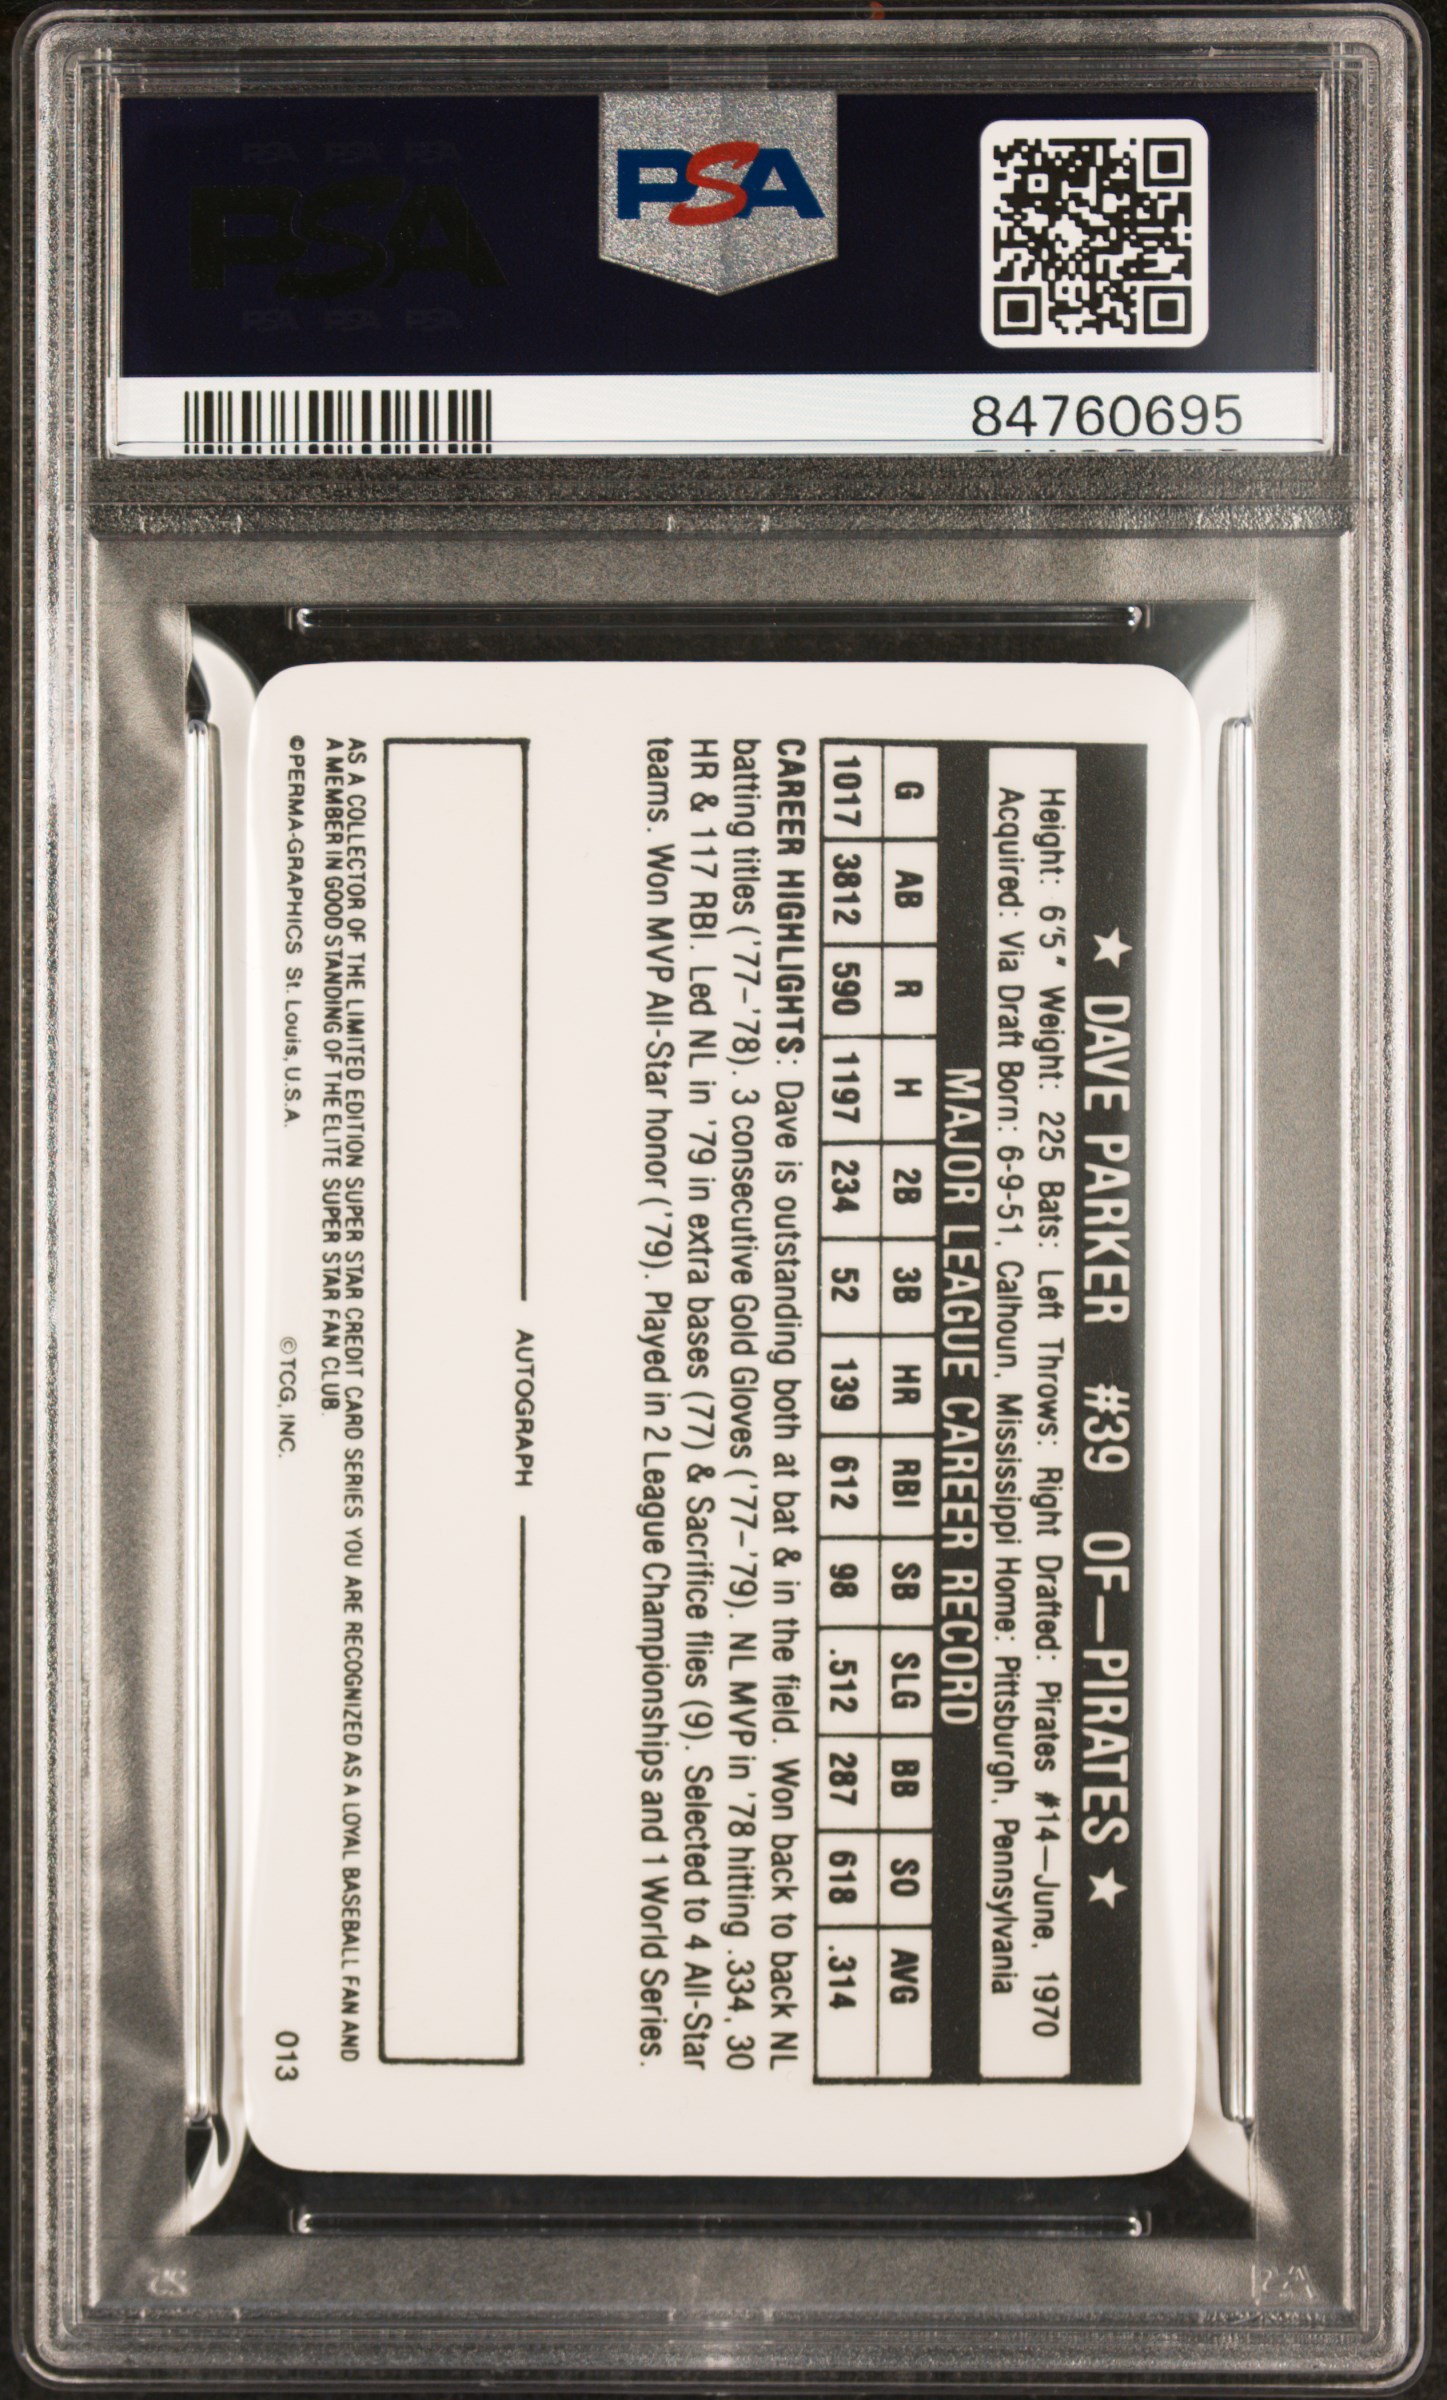 PSA PSA PSA
PSA
PSA PSA PSA
PSA
84760695
★ DAVE PARKER #39 OF—PIRATES ★
Height: 6'5" Weight: 225 Bats: Left Throws: Right Drafted: Pirates #14—June, 1970
Acquired: Via Draft Born: 6-9-51, Calhoun, Mississippi Home: Pittsburgh, Pennsylvania
MAJOR LEAGUE CAREER RECORD
G AB R H 2B 3B HR RBI SB SLG BB SO AVG
1017 3812 590 1197 234 52 139 612 98 .512 287 618 .314
CAREER HIGHLIGHTS: Dave is outstanding both at bat & in the field. Won back to back NL
batting titles ('77-'78). 3 consecutive Gold Gloves ('77-'79). NL MVP in '78 hitting .334, 30
HR & 117 RBI. Led NL in '79 in extra bases (77) & Sacrifice flies (9). Selected to 4 All-Star
teams. Won MVP All-Star honor ('79). Played in 2 League Championships and 1 World Series.
AUTOGRAPH
AS A COLLECTOR OF THE LIMITED EDITION SUPER STAR CREDIT CARD SERIES YOU ARE RECOGNIZED AS A LOYAL BASEBALL FAN AND
A MEMBER IN GOOD STANDING OF THE ELITE SUPER STAR FAN CLUB.
©PERMA-GRAPHICS St. Louis, U.S.A. ©TCG, INC. 013